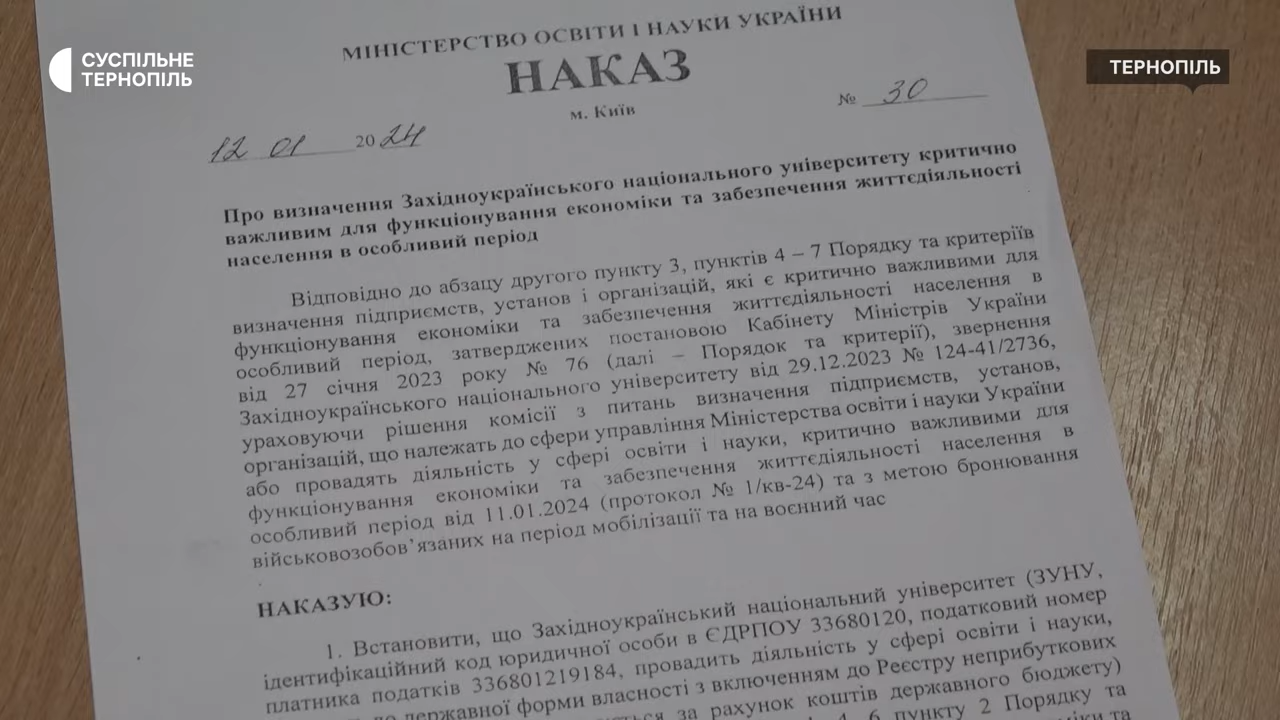 СУСПІЛЬНЕ
ТЕРНОПІЛЬ
ТЕРНОПІЛЬ
МІНІСТЕРСТВО ОСВІТИ І НАУКИ УКРАЇНИ
НАКАЗ
м. Київ
12 01 2024
№ 30
Про визначення Західноукраїнського національного університету критично
важливим для функціонування економіки та забезпечення життєдіяльності
населення в особливий період
Відповідно до абзацу другого пункту 3, пунктів 4 – 7 Порядку та критеріїв
визначення підприємств, установ і організацій, які є критично важливими для
функціонування економіки та забезпечення життєдіяльності населення в
особливий період, затверджених постановою Кабінету Міністрів України
від 27 січня 2023 року № 76 (далі – Порядок та критерії), звернення
Західноукраїнського національного університету від 29.12.2023 № 124-41/2736,
ураховуючи рішення комісії з питань визначення підприємств, установ,
організацій, що належать до сфери управління Міністерства освіти і науки України
або провадять діяльність у сфері освіти і науки, критично важливими для
функціонування економіки та забезпечення життєдіяльності населення в
особливий період від 11.01.2024 (протокол № 1/кв-24) та з метою бронювання
військовозобов’язаних на період мобілізації та на воєнний час
НАКАЗУЮ:
1. Встановити, що Західноукраїнський національний університет (ЗУНУ,
ідентифікаційний код юридичної особи в ЄДРПОУ 33680120, податковий номер
платника податків 336801219184, провадить діяльність у сфері освіти і науки,
до державної форми власності з включенням до Реєстру неприбуткових
за рахунок коштів державного бюджету)
4, 6 пункту 2 Порядку та